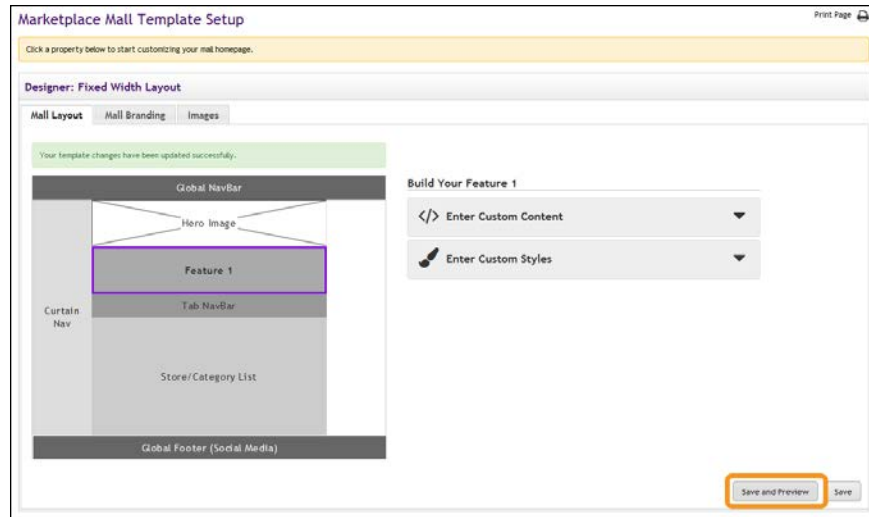 Marketplace Mall Template Setup
Print Page
Click a property below to start customizing your mall homepage.
Designer: Fixed Width Layout
Mall Layout
Mall Branding
Images
Your template changes have been updated successfully.
Global NavBar
Hero Image
Feature 1
Tab NavBar
Curtain
Nav
Store/Category List
Global Footer (Social Media)
Build Your Feature 1
</> Enter Custom Content
Enter Custom Styles
Save and Preview
Save